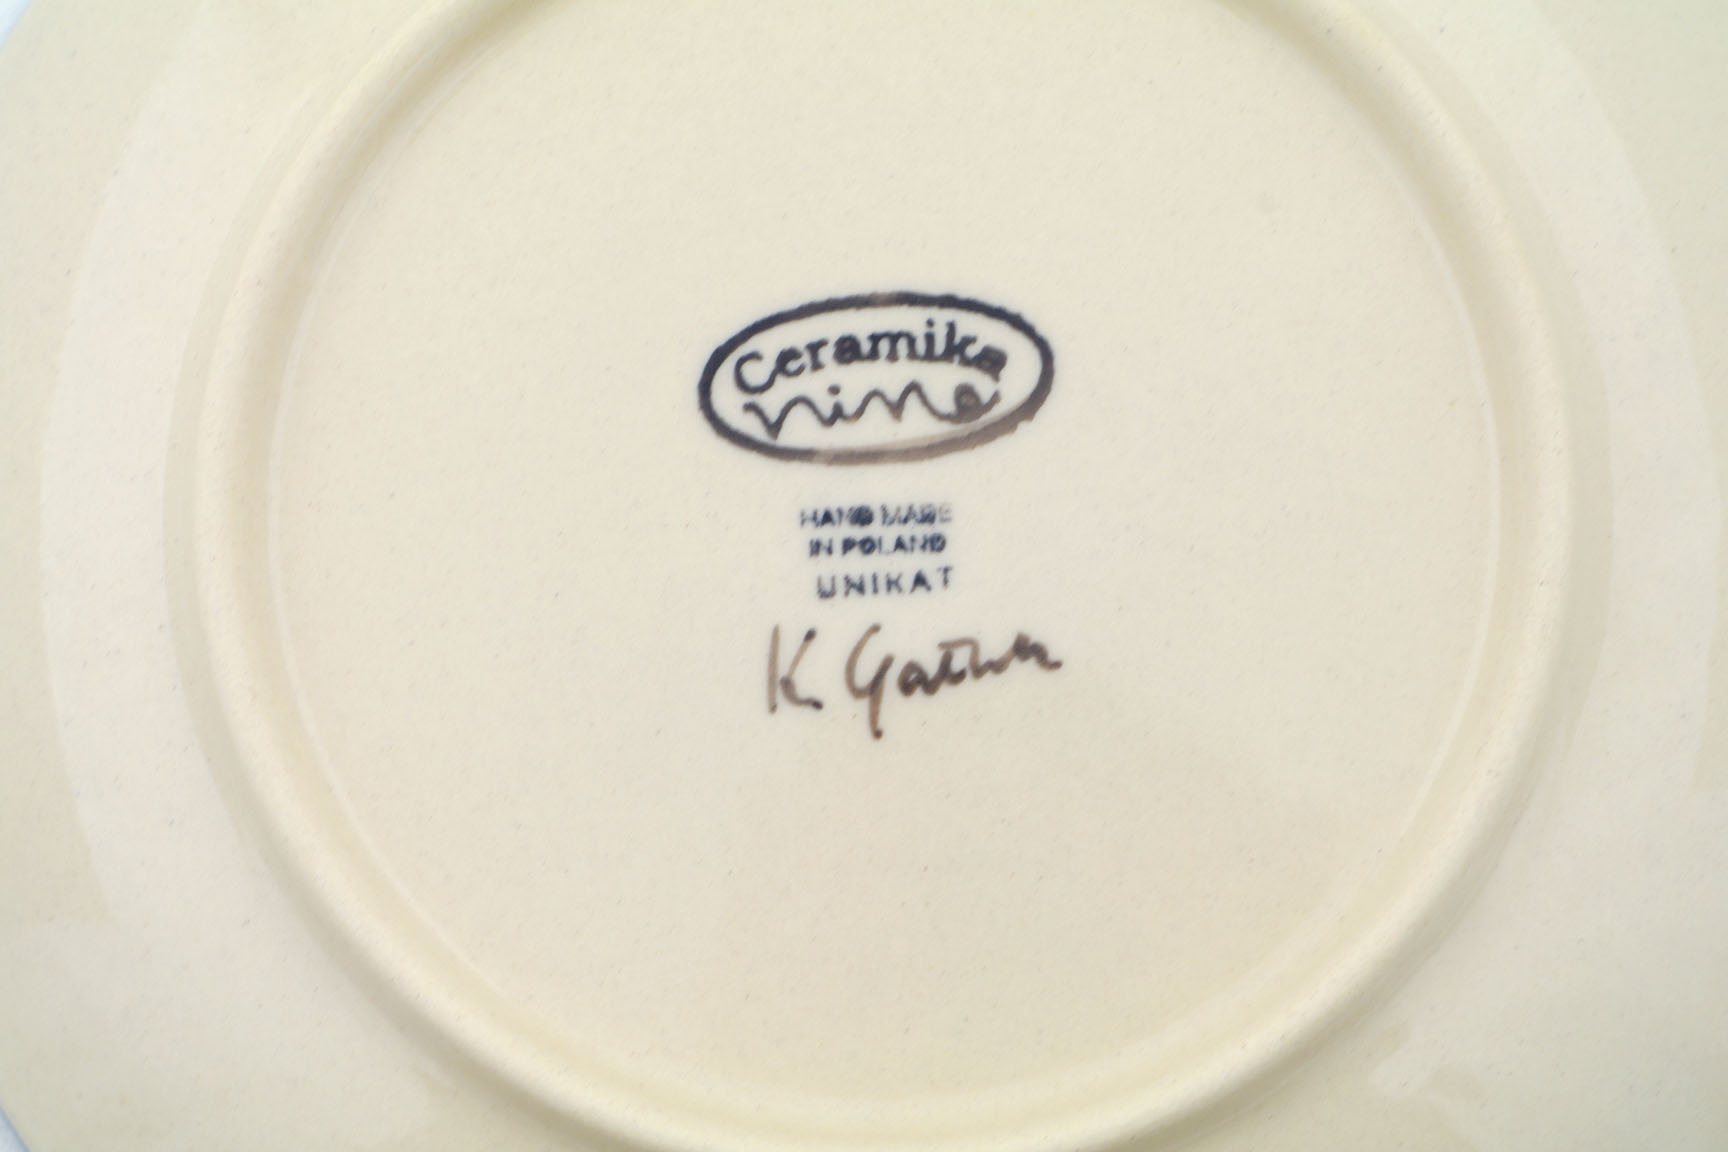 Ceramika
nina
HAND MADE
IN POLAND
UNIKAT
K